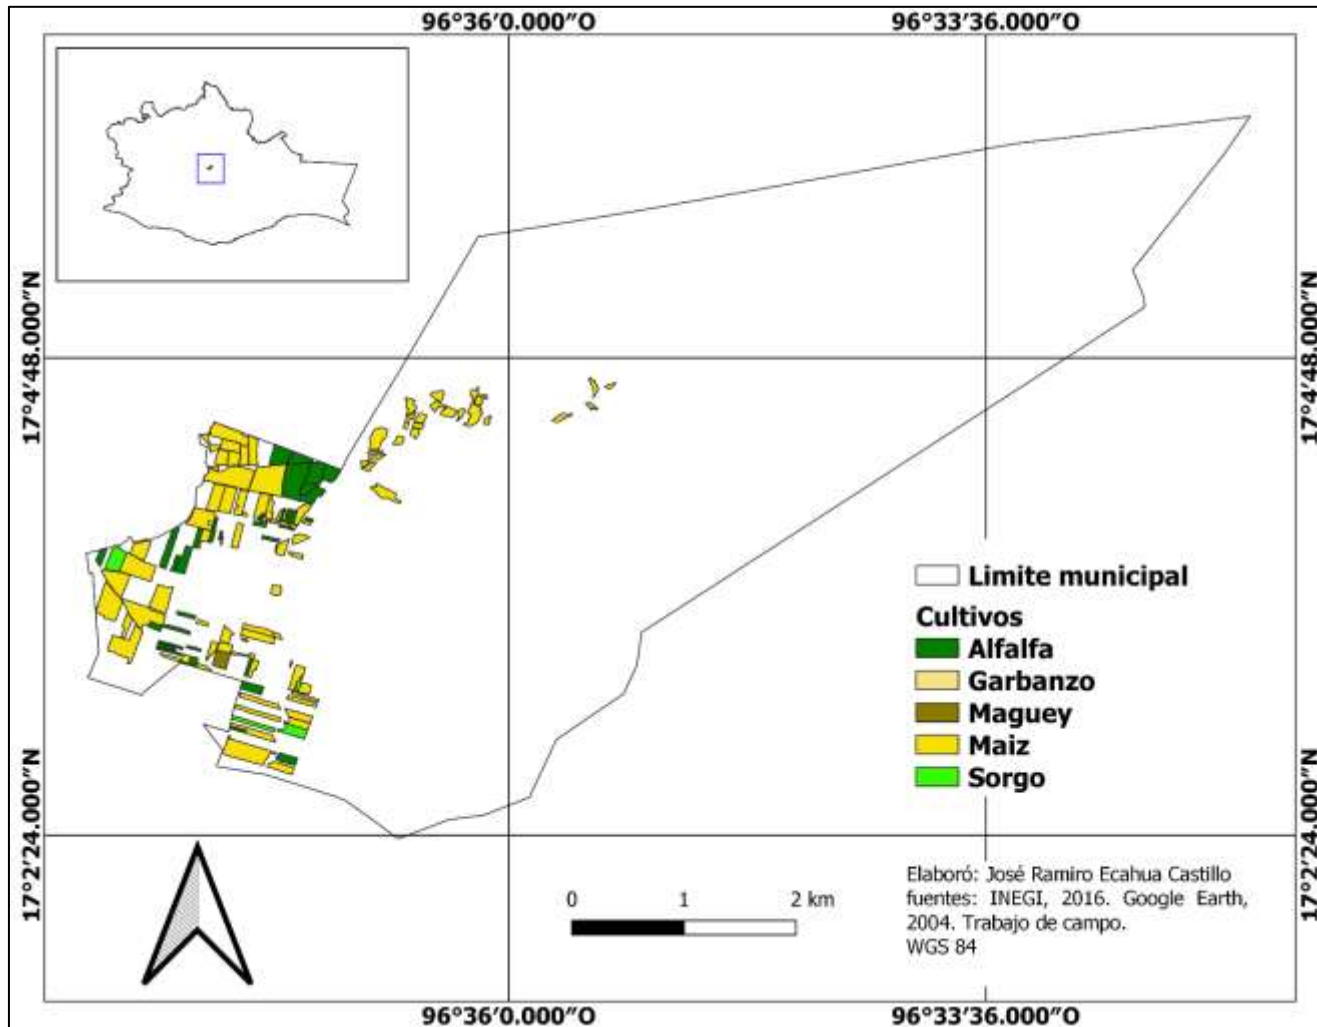 96°36'0.000"O
96°33'36.000"O
17°4'48.000"N
17°4'48.000"N
Limite municipal
Cultivos
Alfalfa
Garbanzo
Maguey
Maiz
Sorgo
17°2'24.000"N
17°2'24.000"N
0 1 2 km
Elaboró: José Ramiro Ecahua Castillo
fuentes: INEGI, 2016. Google Earth,
2004. Trabajo de campo.
WGS 84
96°36'0.000"O
96°33'36.000"O